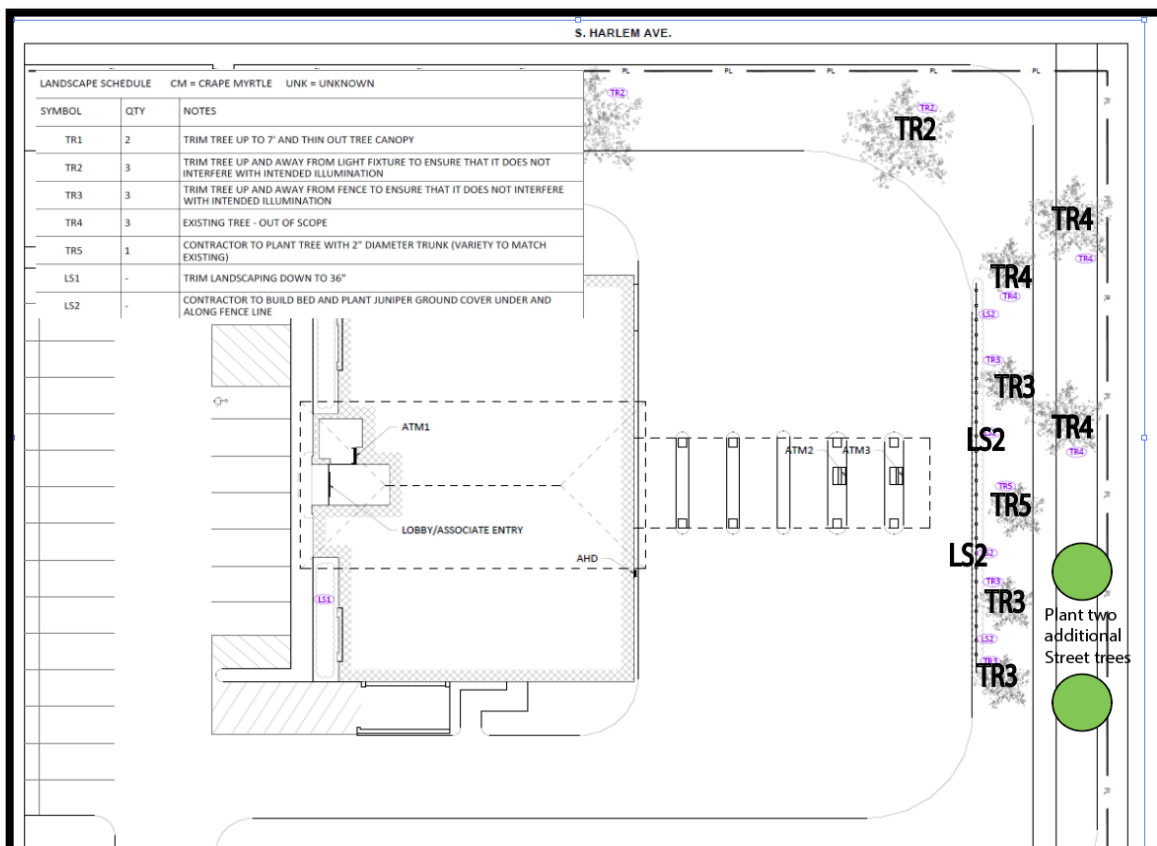 S. HARLEM AVE.
PL PL PL PL PL
LANDSCAPE SCHEDULE CM = CRAPE MYRTLE UNK = UNKNOWN
SYMBOL QTY NOTES
TR1 2 TRIM TREE UP TO 7' AND THIN OUT TREE CANOPY
TR2 3 TRIM TREE UP AND AWAY FROM LIGHT FIXTURE TO ENSURE THAT IT DOES NOT
INTERFERE WITH INTENDED ILLUMINATION
TR3 3 TRIM TREE UP AND AWAY FROM FENCE TO ENSURE THAT IT DOES NOT INTERFERE
WITH INTENDED ILLUMINATION
TR4 3 EXISTING TREE - OUT OF SCOPE
TR5 1 CONTRACTOR TO PLANT TREE WITH 2" DIAMETER TRUNK (VARIETY TO MATCH
EXISTING)
LS1 - TRIM LANDSCAPING DOWN TO 36"
LS2 - CONTRACTOR TO BUILD BED AND PLANT JUNIPER GROUND COVER UNDER AND
ALONG FENCE LINE
TR2
TR2
TR2
PL
TR4
TR4
TR4
TR4
PL
LS2
TR3
TR3
TR4
TR4
ATM1
LS2
ATM2 ATM3
TR5
TR5
PL
LOBBY/ASSOCIATE ENTRY
LS2
LS2
AHD
TR3
TR3
PL
LS1
Plant two
additional
Street trees
LS2
TR3
TR3
PL
PL